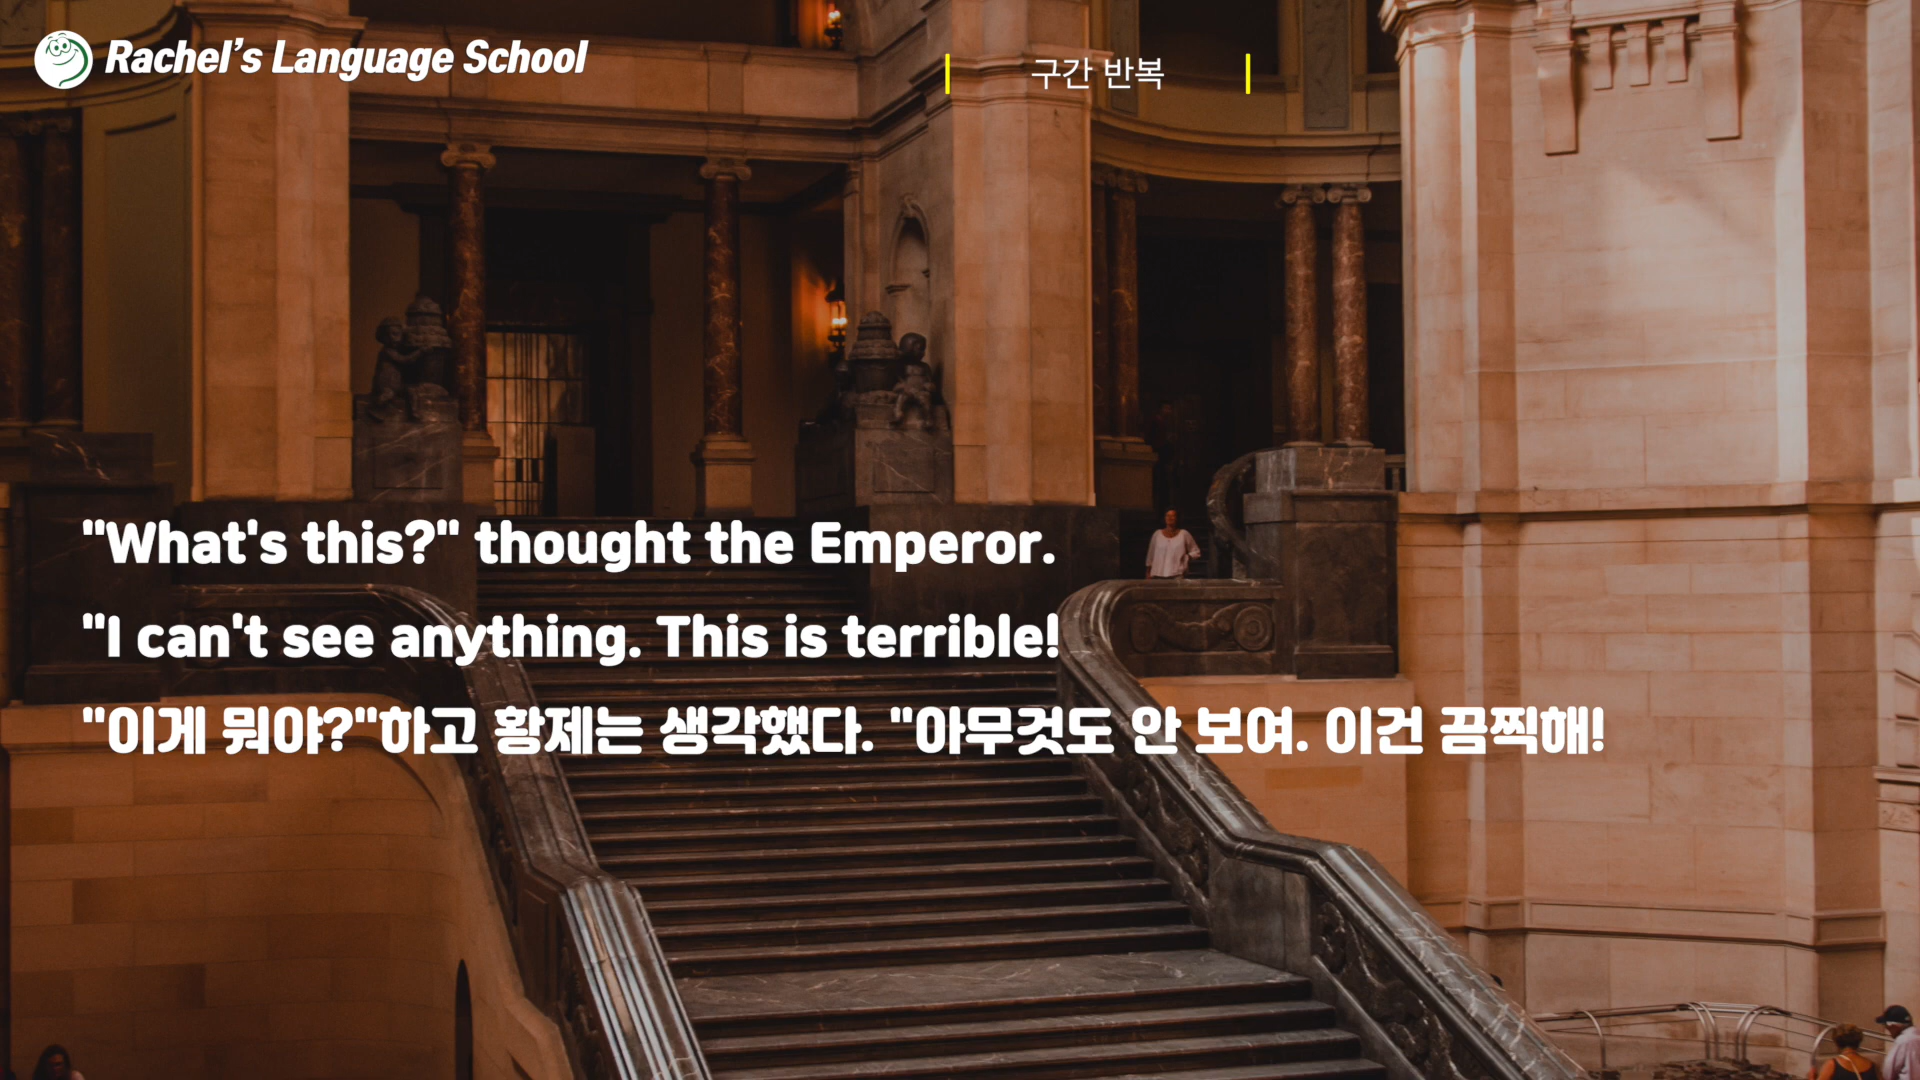 Rachel's Language School
구간 반복
"What's this?" thought the Emperor.
"I can't see anything. This is terrible!
"이게 뭐야?"하고 황제는 생각했다. "아무것도 안 보여. 이건 끔찍해!